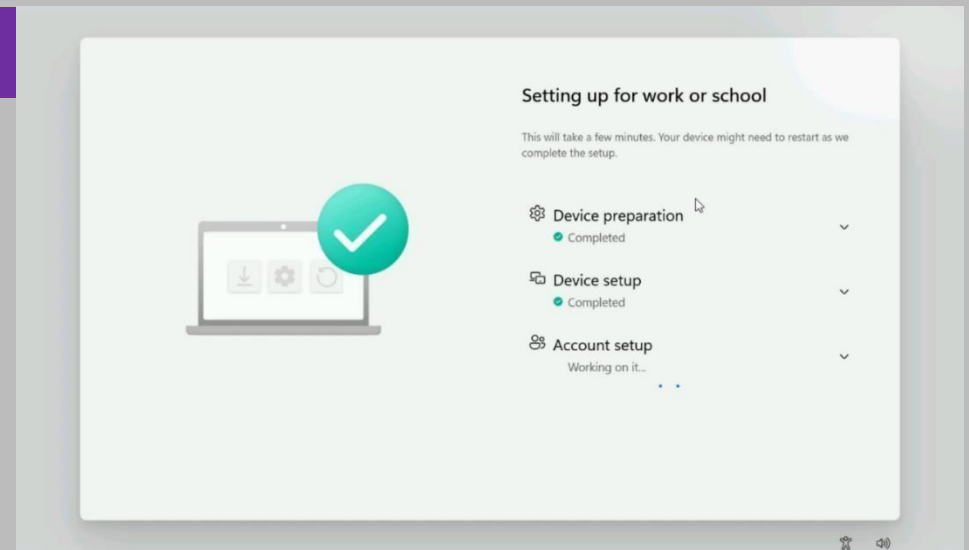 Setting up for work or school
This will take a few minutes. Your device might need to restart as we
complete the setup.
Device preparation
Completed
Device setup
Completed
Account setup
Working on it...